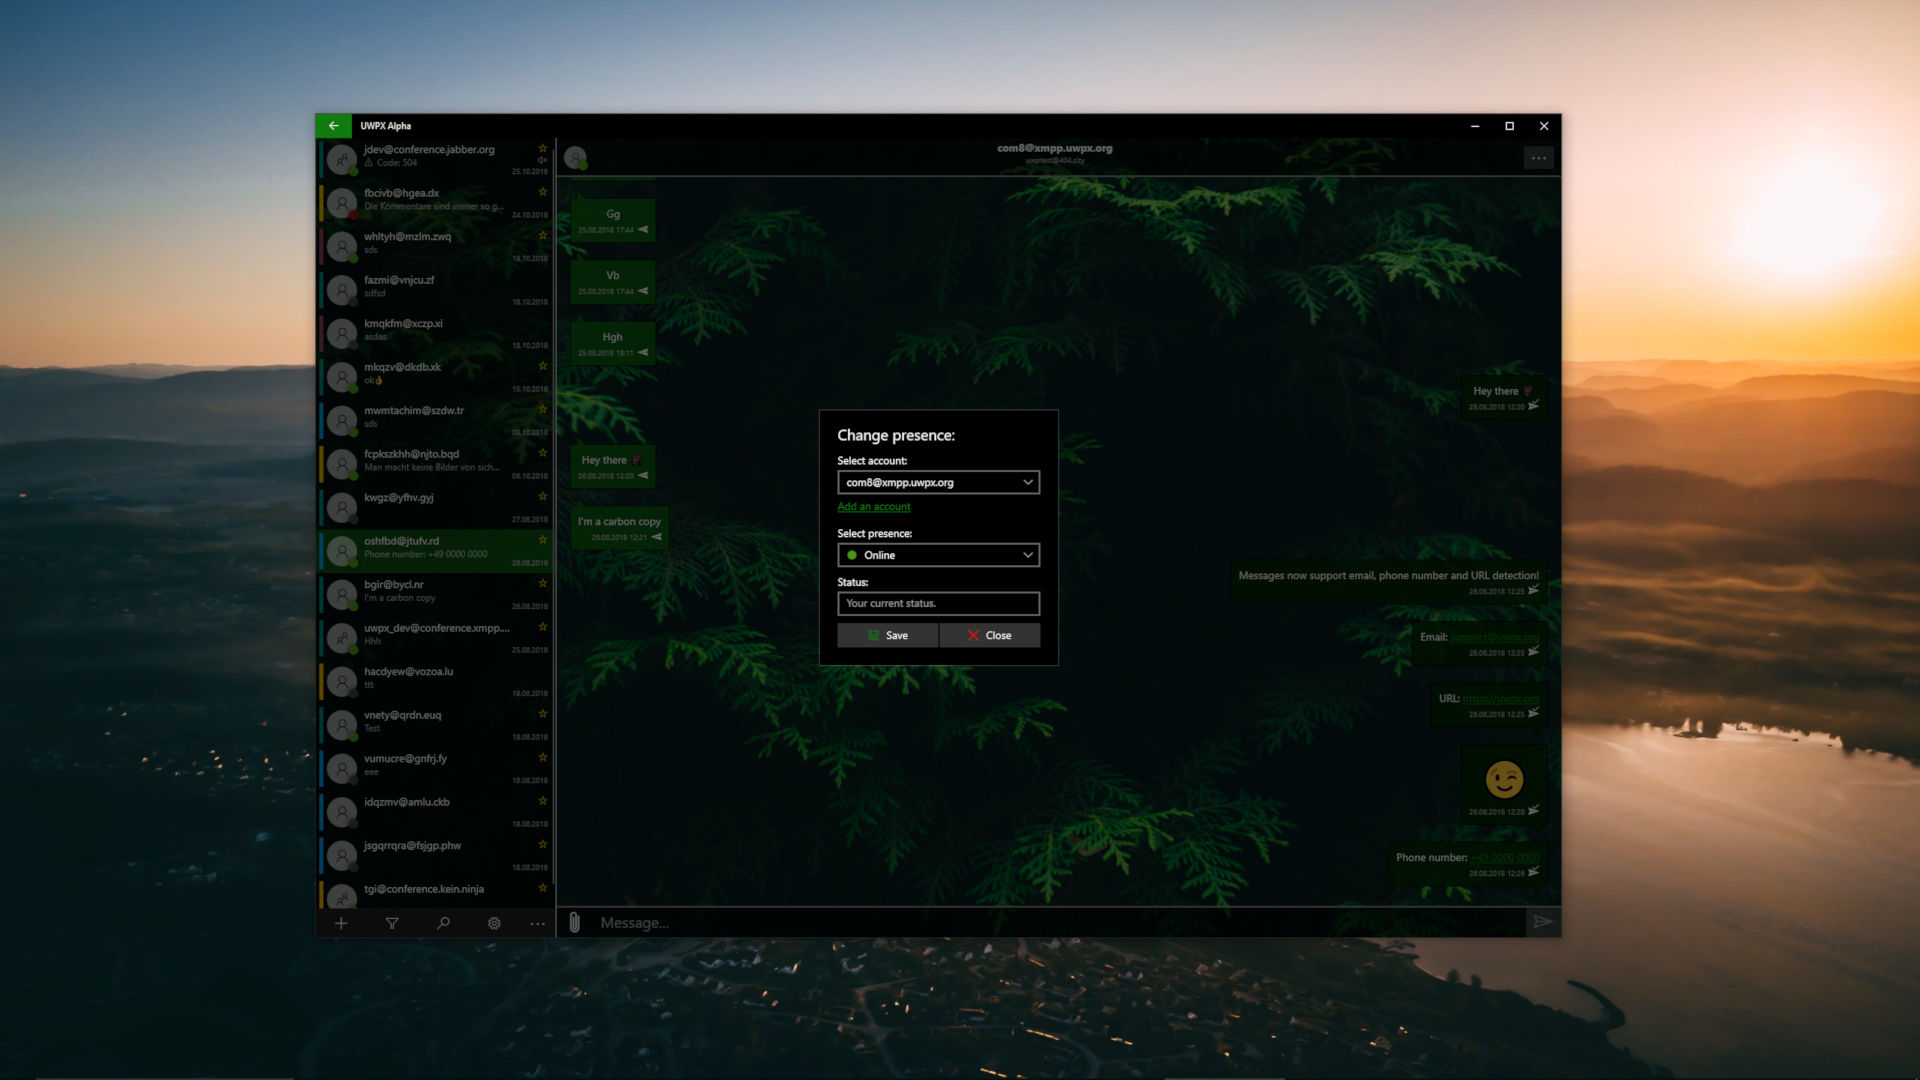 UWPX Alpha
jdev@conference.jabber.org
Code: 504
25.10.2018
fbcivb@hgea.dx
Die Kommentare sind immer so g...
24.10.2018
whltyh@mzlm.zwq
sds
19.10.2018
fazmi@vnjcu.zf
sdfsd
18.10.2018
kmqkfm@xczp.xi
asdas
18.10.2018
mkqzv@dkdb.xk
ok👌
15.10.2018
mwmtachim@szdw.tr
sds
09.10.2018
fcpkszkhh@njto.bqd
Man macht keine Bilder von sich...
06.10.2018
kwgz@yfhv.gyj
27.08.2018
oshfbd@jtufv.rd
Phone number: +49 0000 0000
26.08.2018
bgir@bycl.nr
I'm a carbon copy
26.08.2018
uwpx_dev@conference.xmpp....
Hhh
25.08.2018
hacdyew@vozoa.lu
ttt
19.08.2018
vnety@qrdn.euq
Test
18.08.2018
vumucre@gnfrj.fy
eee
18.08.2018
idqzmv@amlu.ckb
18.08.2018
jsgqrrqra@fsjgp.phw
18.08.2018
tgi@conference.kein.ninja
com8@xmpp.uwpx.org
uwptest@404.city
Gg
25.08.2018 17:44
Vb
25.08.2018 17:44
Hgh
25.08.2018 18:11
Hey there
26.08.2018 12:20
Hey there
26.08.2018 12:20
I'm a carbon copy
26.08.2018 12:21
Messages now support email, phone number and URL detection!
26.08.2018 12:25
Email: support@uwpx.org
26.08.2018 12:25
URL: https://uwpx.org
26.08.2018 12:25
26.08.2018 12:26
Phone number: +49 0000 0000
26.08.2018 12:26
Message...
Change presence:
Select account:
com8@xmpp.uwpx.org
Add an account
Select presence:
Online
Status:
Your current status.
Save
Close